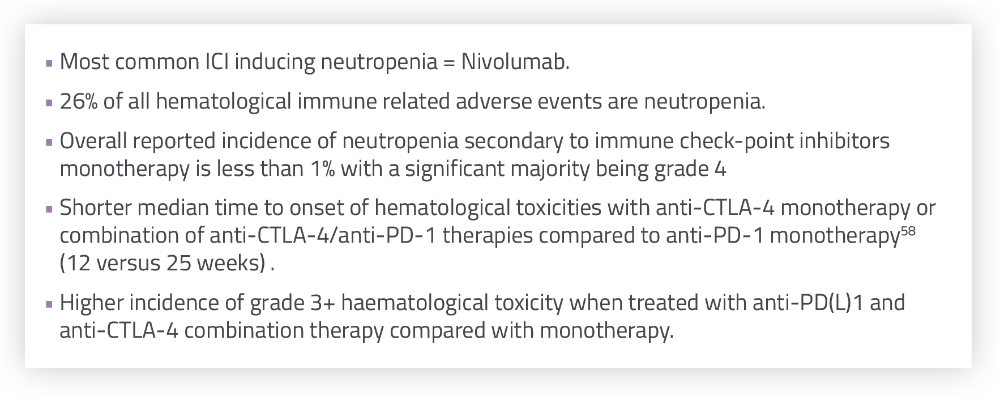 ▪ Most common ICI inducing neutropenia = Nivolumab.
▪ 26% of all hematological immune related adverse events are neutropenia.
▪ Overall reported incidence of neutropenia secondary to immune check-point inhibitors
monotherapy is less than 1% with a significant majority being grade 4
▪ Shorter median time to onset of hematological toxicities with anti-CTLA-4 monotherapy or
combination of anti-CTLA-4/anti-PD-1 therapies compared to anti-PD-1 monotherapy⁵⁸
(12 versus 25 weeks) .
▪ Higher incidence of grade 3+ haematological toxicity when treated with anti-PD(L)1 and
anti-CTLA-4 combination therapy compared with monotherapy.